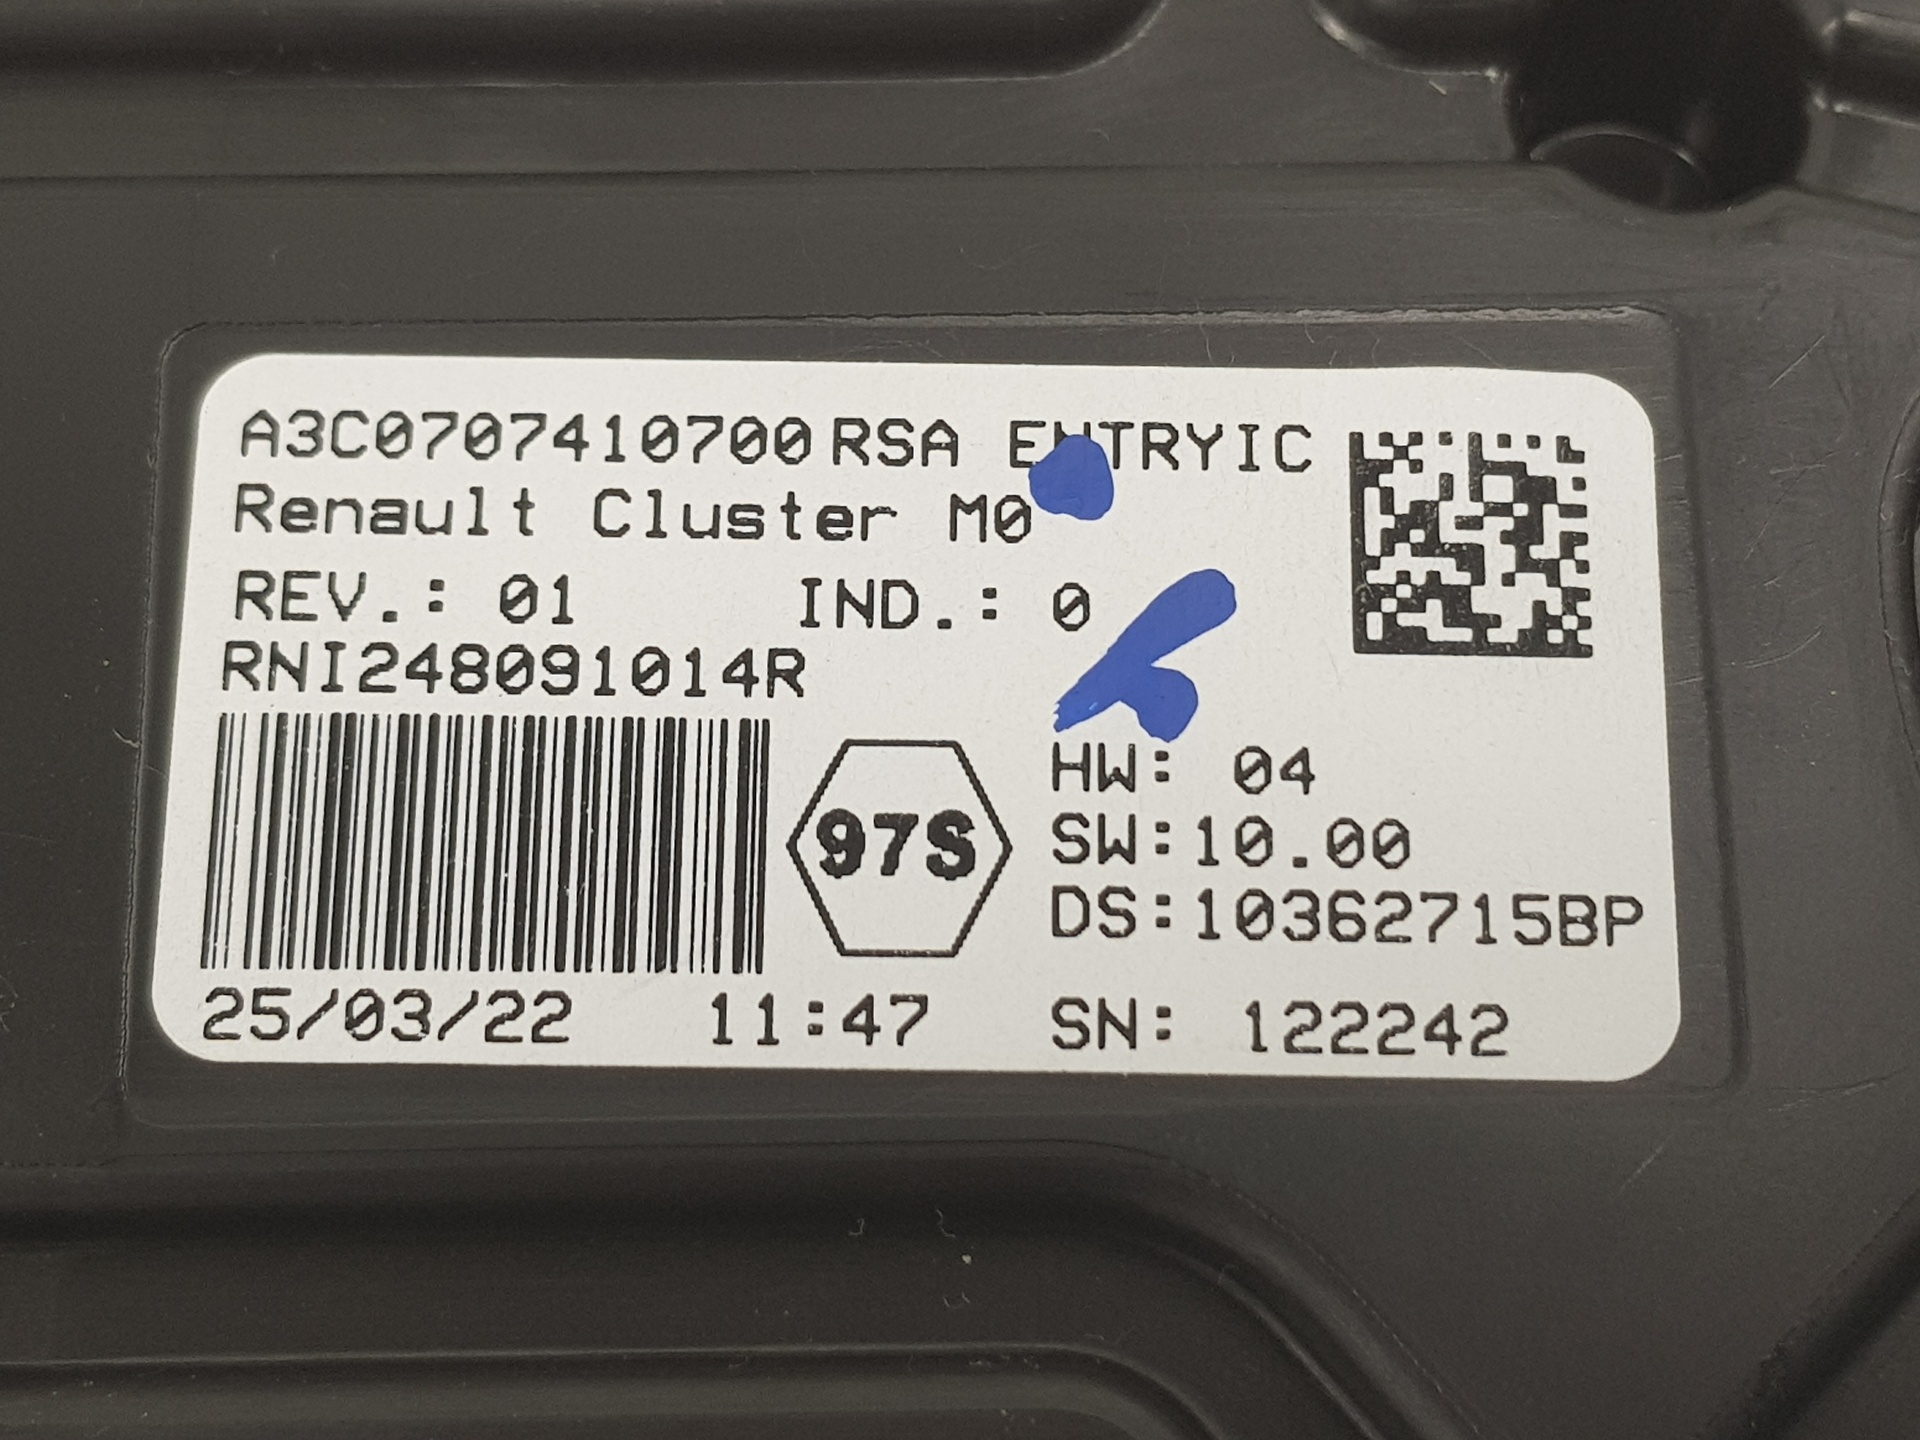 A3C0707410700 RSA ENTRYIC
Renault Cluster M0
REV.: 01 IND.: 0
RNI248091014R
97S
HW: 04
SW:10.00
DS:10362715BP
25/03/22 11:47 SN: 122242